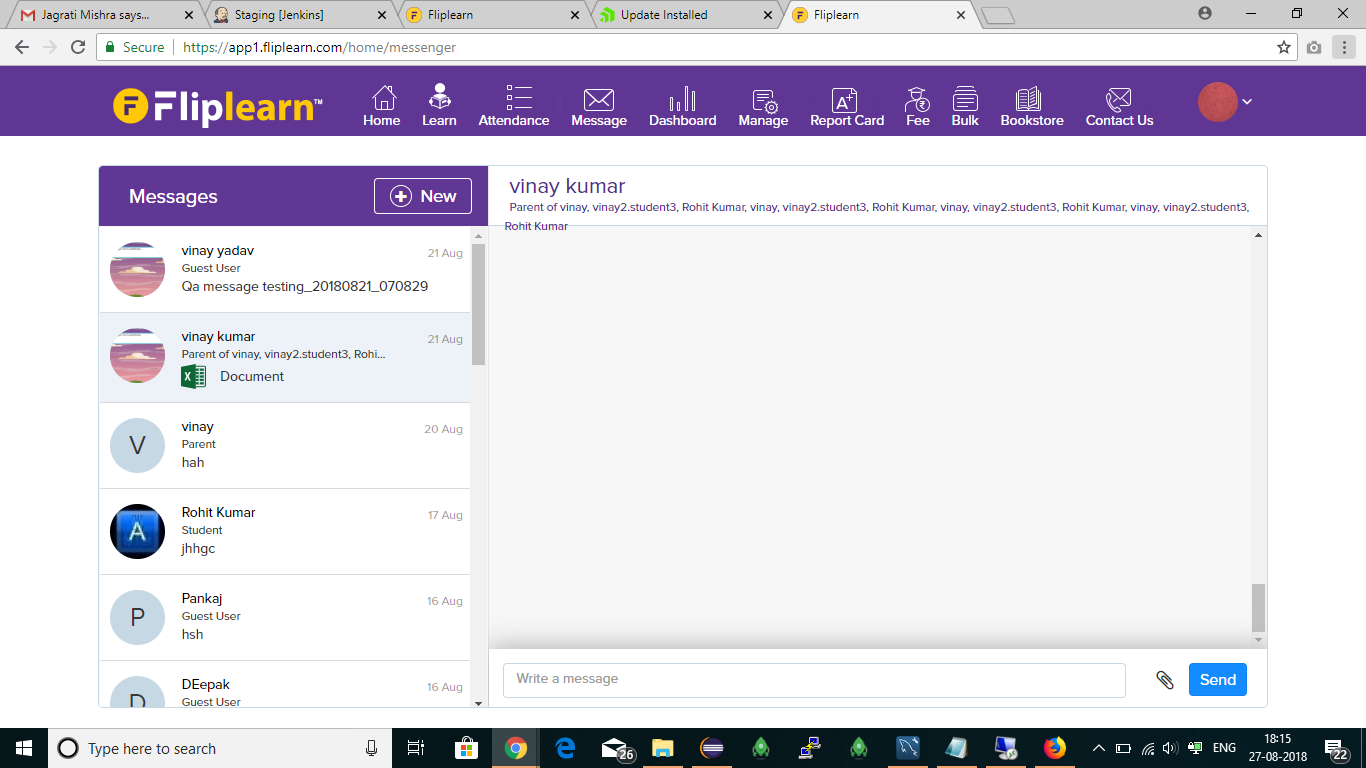 Jagrati Mishra says...
Staging [Jenkins]
Fliplearn
Update Installed
Fliplearn
Secure
https://app1.fliplearn.com/home/messenger
Fliplearn™
Home
Learn
Attendance
Message
Dashboard
Manage
Report Card
Fee
Bulk
Bookstore
Contact Us
Messages
New
vinay yadav
21 Aug
Guest User
Qa message testing_20180821_070829
vinay kumar
21 Aug
Parent of vinay, vinay2.student3, Rohi...
Document
V
vinay
20 Aug
Parent
hah
A
Rohit Kumar
17 Aug
Student
jhhgc
P
Pankaj
16 Aug
Guest User
hsh
D
DEepak
16 Aug
Guest User
vinay kumar
Parent of vinay, vinay2.student3, Rohit Kumar, vinay, vinay2.student3, Rohit Kumar, vinay, vinay2.student3, Rohit Kumar, vinay, vinay2.student3,
Rohit Kumar
Write a message
Send
Type here to search
26
ENG
18:15
27-08-2018
22